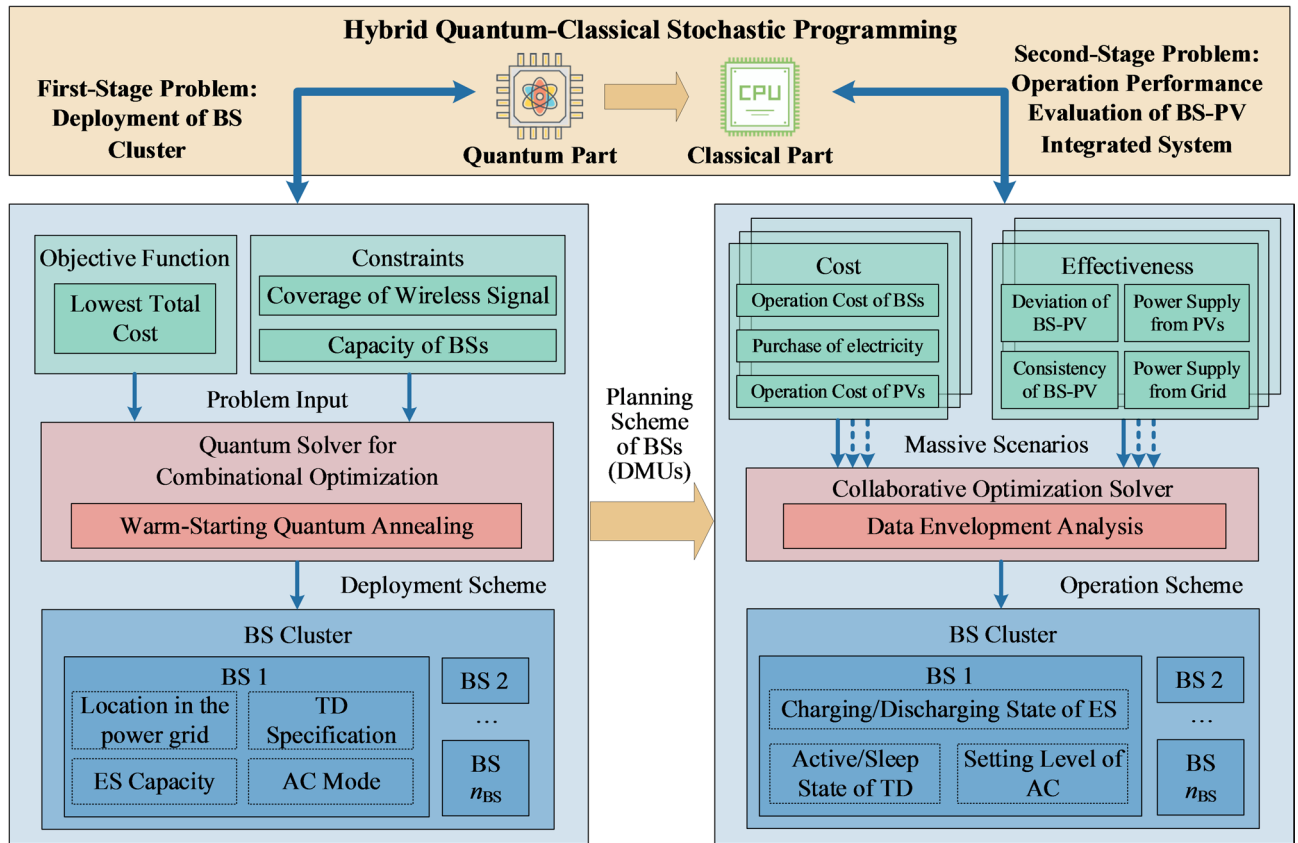 Hybrid Quantum-Classical Stochastic Programming
First-Stage Problem:
Deployment of BS
Cluster
Quantum Part
CPU
Classical Part
Second-Stage Problem:
Operation Performance
Evaluation of BS-PV
Integrated System
Objective Function
Lowest Total
Cost
Constraints
Coverage of Wireless Signal
Capacity of BSs
Problem Input
Quantum Solver for
Combinational Optimization
Warm-Starting Quantum Annealing
Deployment Scheme
BS Cluster
BS 1
Location in the
power grid
TD
Specification
ES Capacity
AC Mode
BS 2
...
BS
nBS
Planning
Scheme
of BSs
(DMUs)
Cost
Operation Cost of BSs
Purchase of electricity
Operation Cost of PVs
Effectiveness
Deviation of
BS-PV
Power Supply
from PVs
Consistency
of BS-PV
Power Supply
from Grid
Massive Scenarios
Collaborative Optimization Solver
Data Envelopment Analysis
Operation Scheme
BS Cluster
BS 1
Charging/Discharging State of ES
Active/Sleep
State of TD
Setting Level of
AC
BS 2
...
BS
nBS